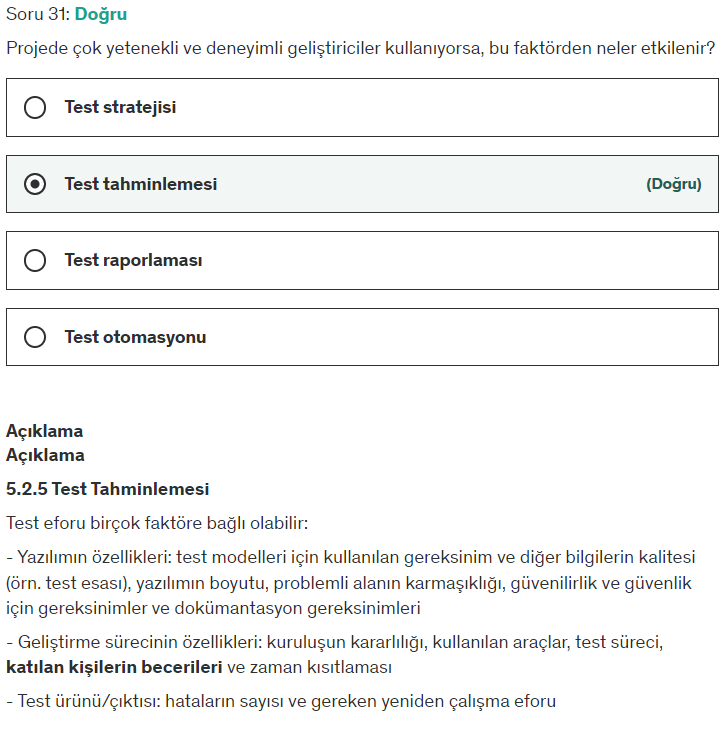 Soru 31: Doğru
Projede çok yetenekli ve deneyimli geliştiriciler kullanıyorsa, bu faktörden neler etkilenir?
Test stratejisi
Test tahminlemesi (Doğru)
Test raporlaması
Test otomasyonu
Açıklama
Açıklama
5.2.5 Test Tahminlemesi
Test eforu birçok faktöre bağlı olabilir:
- Yazılımın özellikleri: test modelleri için kullanılan gereksinim ve diğer bilgilerin kalitesi
(örn. test esası), yazılımın boyutu, problemli alanın karmaşıklığı, güvenilirlik ve güvenlik
için gereksinimler ve dokümantasyon gereksinimleri
- Geliştirme sürecinin özellikleri: kuruluşun kararlılığı, kullanılan araçlar, test süreci,
katılan kişilerin becerileri ve zaman kısıtlaması
- Test ürünü/çıktısı: hataların sayısı ve gereken yeniden çalışma eforu